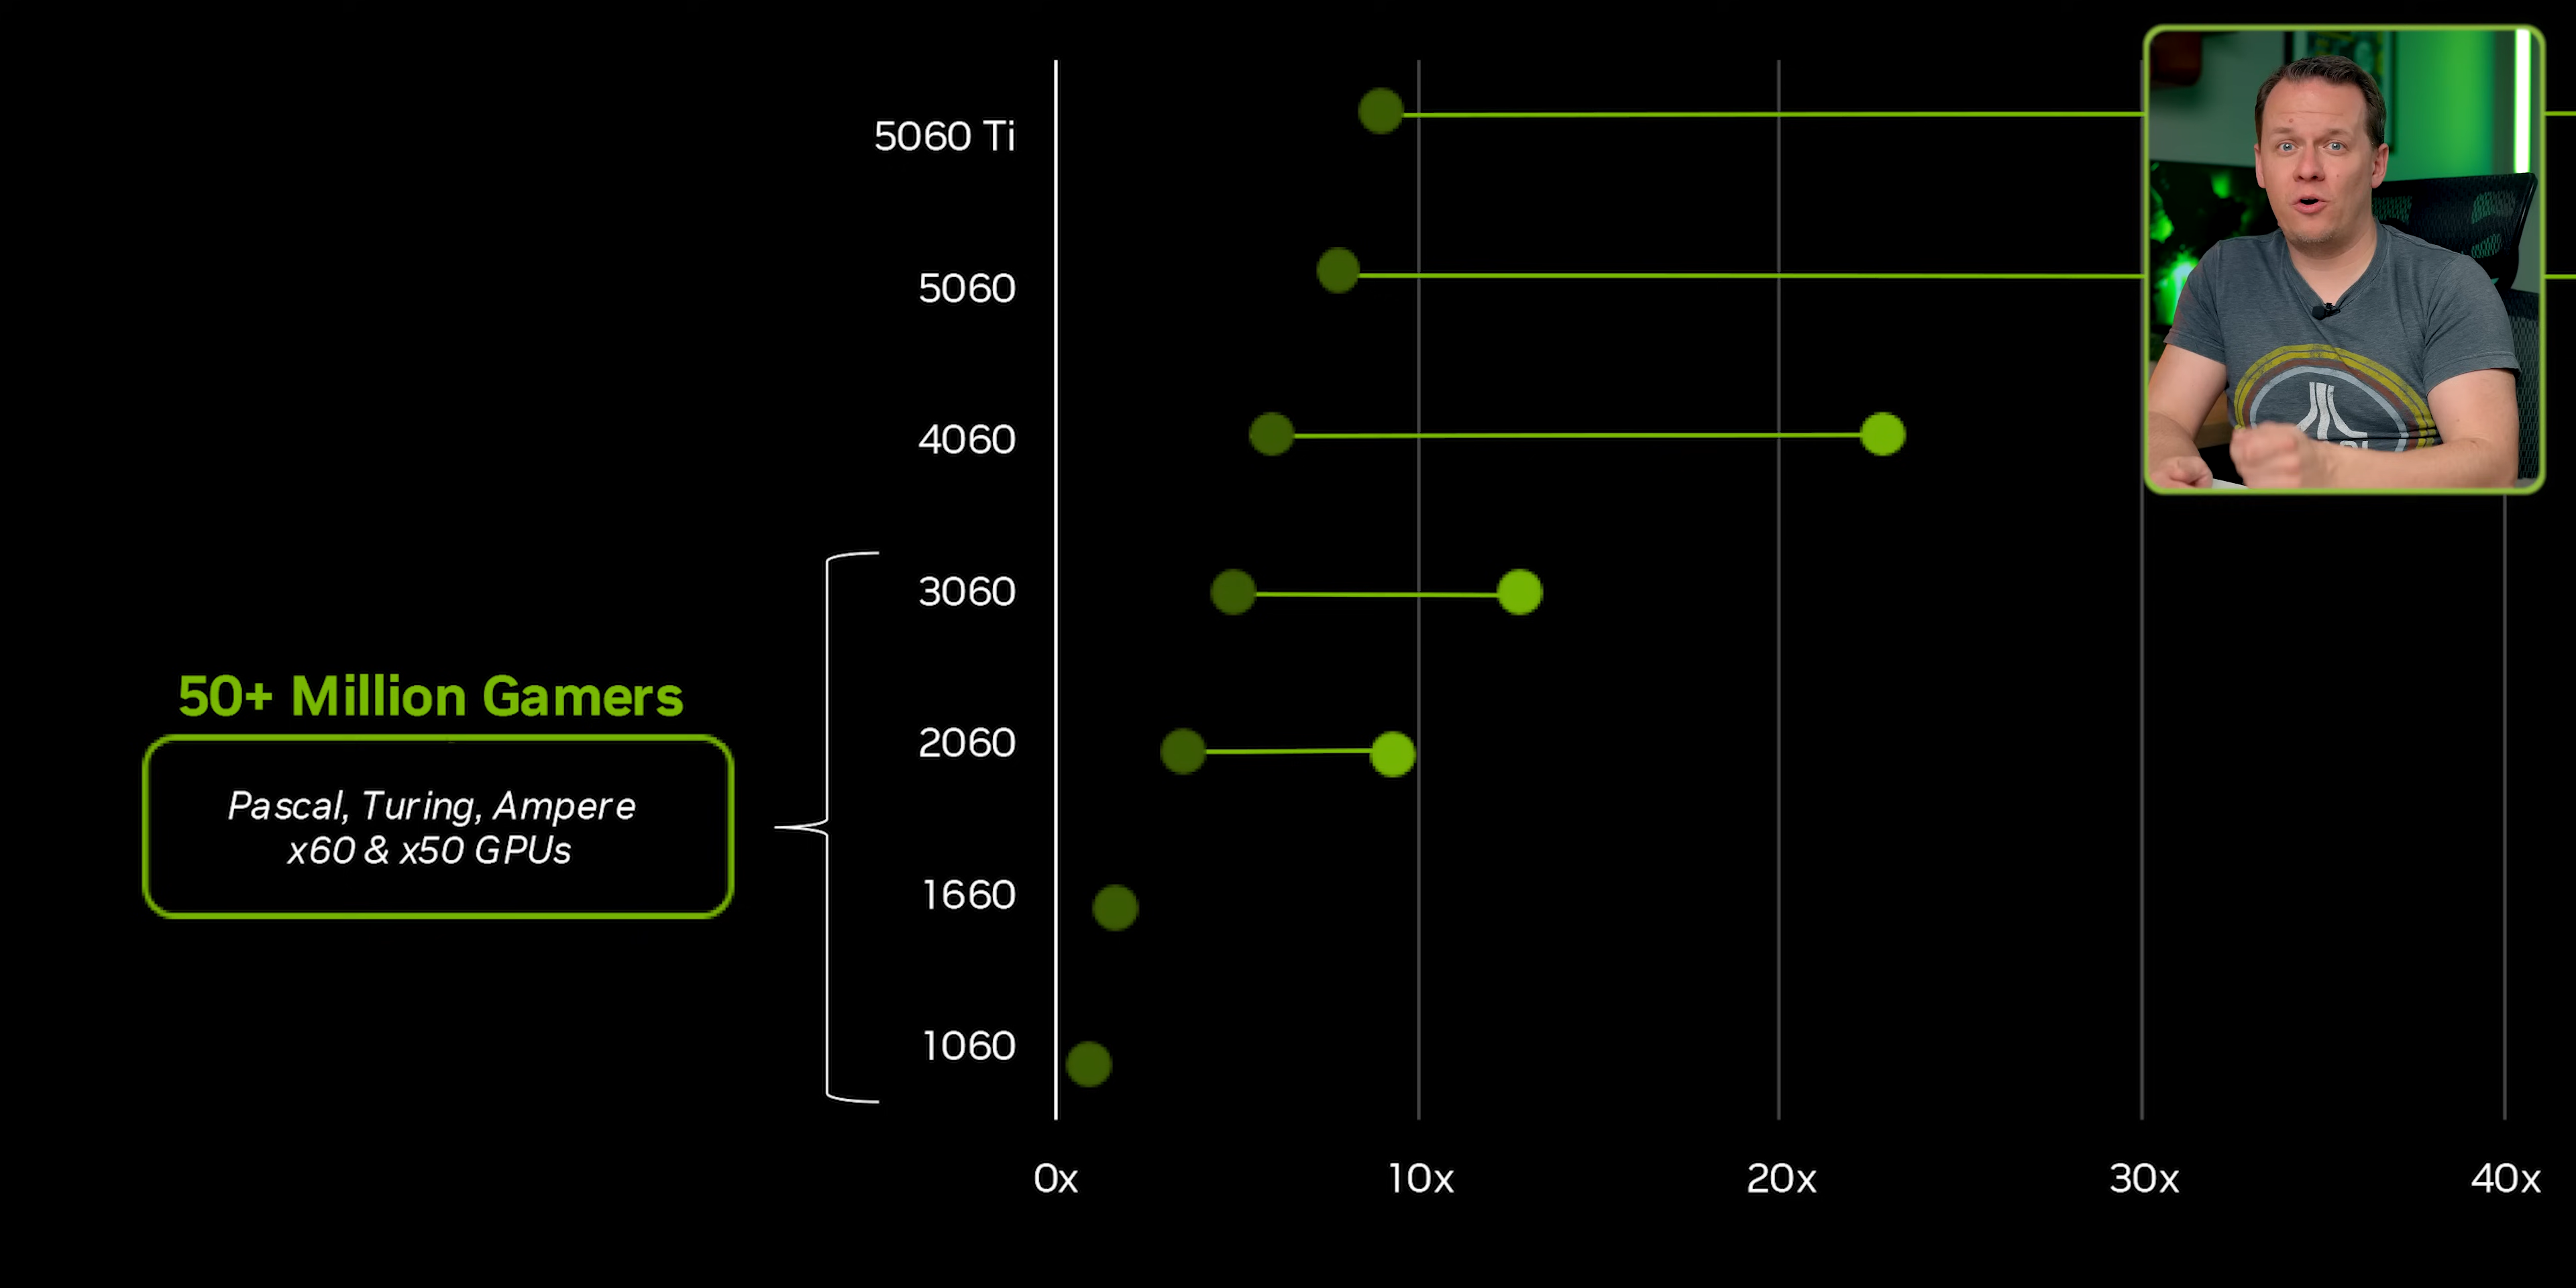 5060 Ti
5060
4060
3060
50+ Million Gamers
2060
Pascal, Turing, Ampere
x60 & x50 GPUs
1660
1060
0x
10x
20x
30x
40x